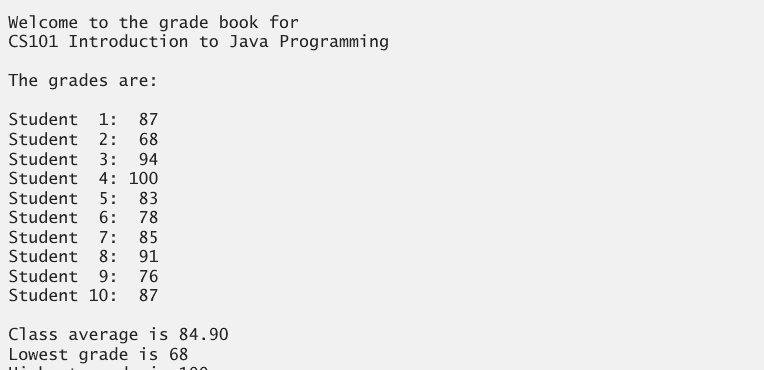 Welcome to the grade book for
CS101 Introduction to Java Programming
The grades are:
Student  1:  87
Student  2:  68
Student  3:  94
Student  4: 100
Student  5:  83
Student  6:  78
Student  7:  85
Student  8:  91
Student  9:  76
Student 10:  87
Class average is 84.90
Lowest grade is 68